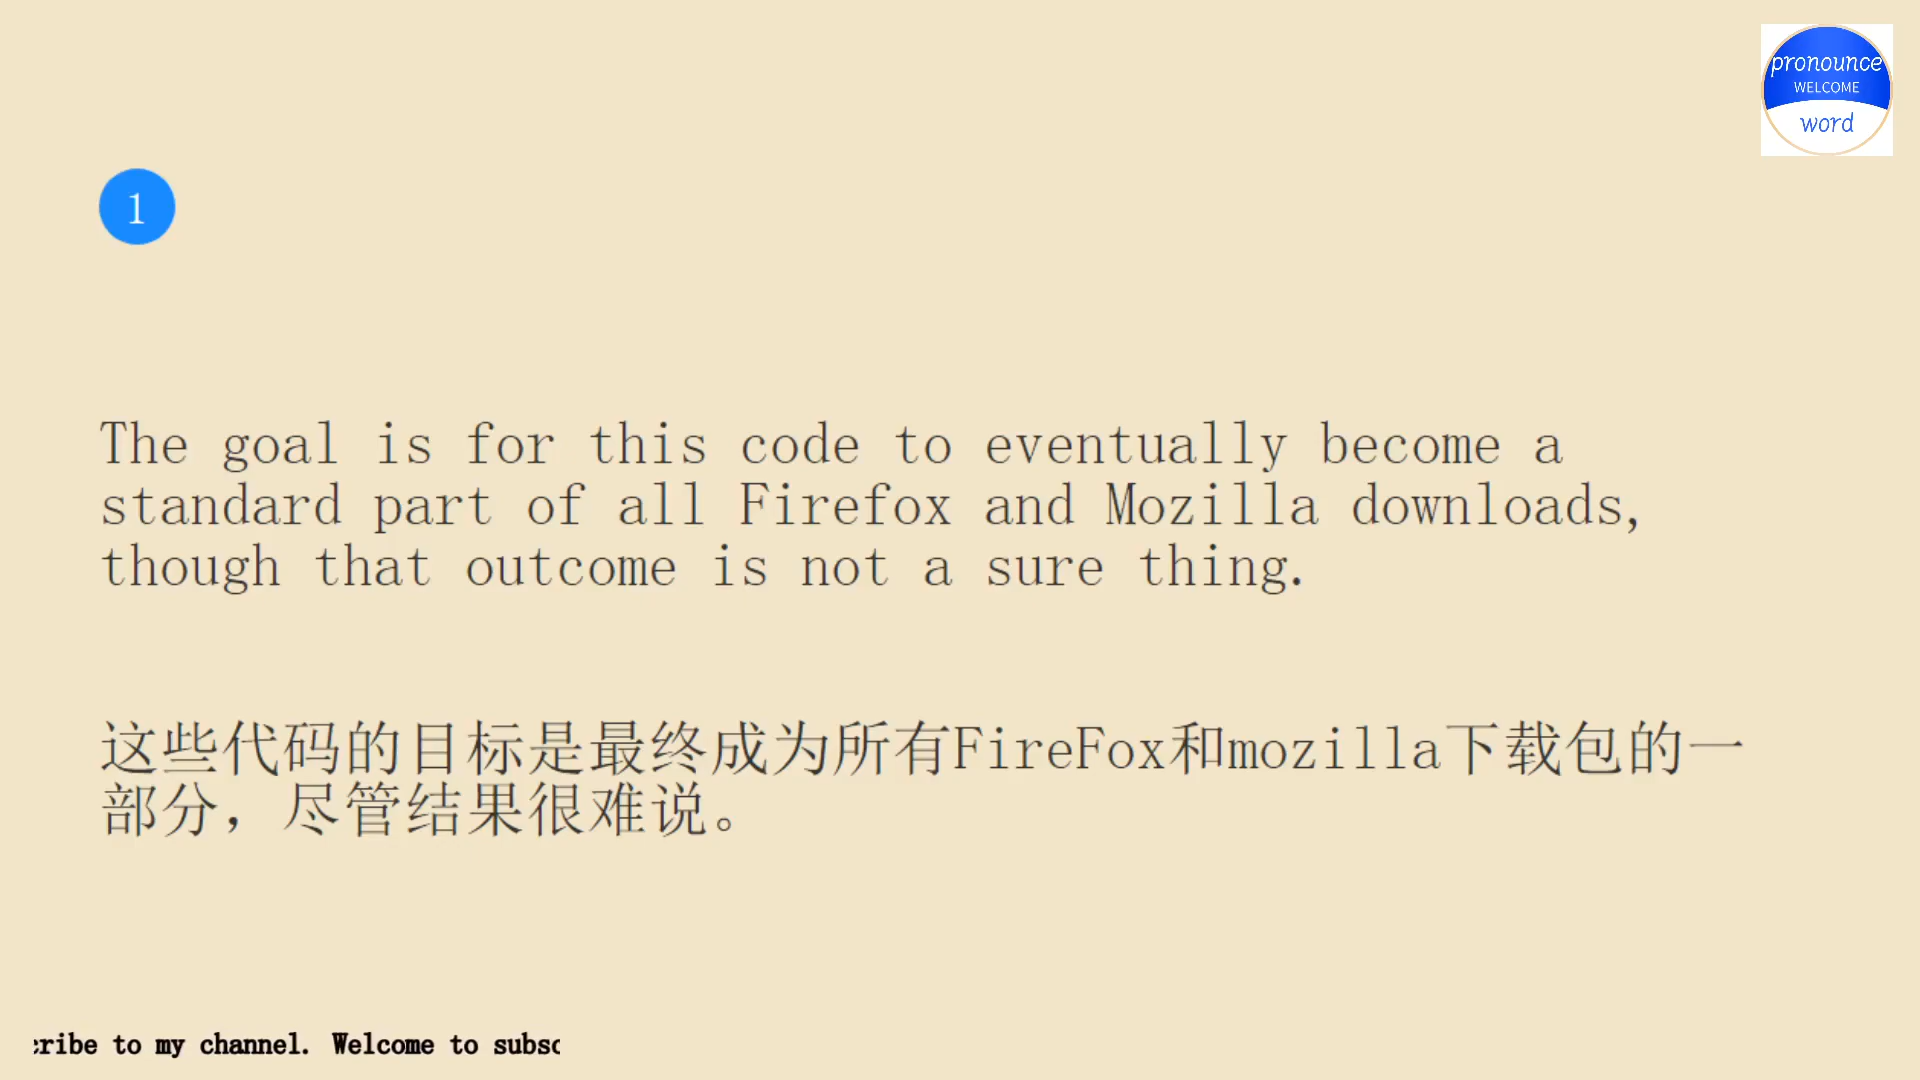 pronounce
WELCOME
word
1
The goal is for this code to eventually become a
standard part of all Firefox and Mozilla downloads,
though that outcome is not a sure thing.
这些代码的目标是最终成为所有FireFox和mozilla下载包的一
部分，尽管结果很难说。
cribe to my channel. Welcome to subsc